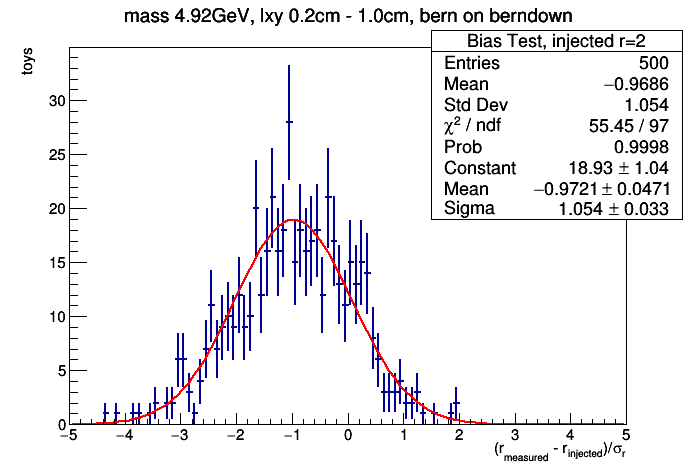 mass 4.92GeV, lxy 0.2cm - 1.0cm, bern on berndown
toys
Bias Test, injected r=2
Entries 500
Mean −0.9686
Std Dev 1.054
χ² / ndf 55.45 / 97
Prob 0.9998
Constant 18.93 ± 1.04
Mean −0.9721 ± 0.0471
Sigma 1.054 ± 0.033
30
25
20
15
10
5
0
−5 −4 −3 −2 −1 0 1 2 3 4 5
(r_measured - r_injected)/σ_r